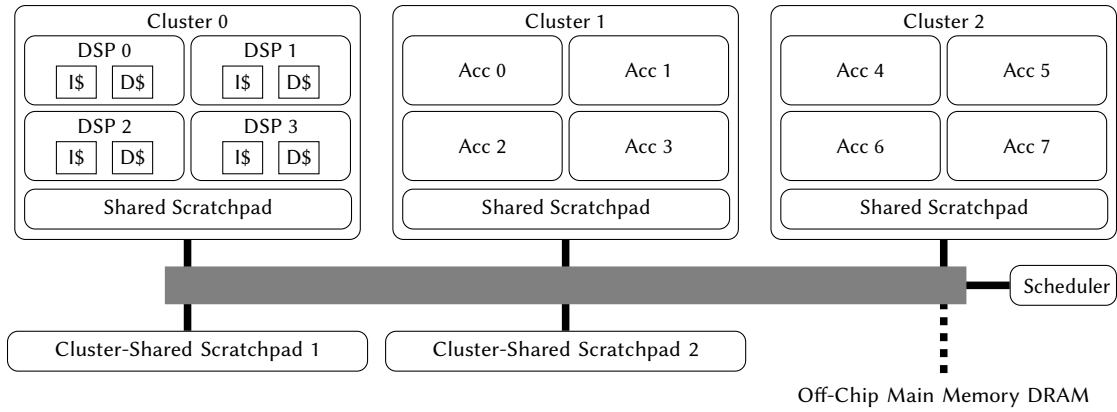 Cluster 0
DSP 0
I$ D$
DSP 1
I$ D$
DSP 2
I$ D$
DSP 3
I$ D$
Shared Scratchpad
Cluster 1
Acc 0
Acc 1
Acc 2
Acc 3
Shared Scratchpad
Cluster 2
Acc 4
Acc 5
Acc 6
Acc 7
Shared Scratchpad
Scheduler
Cluster-Shared Scratchpad 1
Cluster-Shared Scratchpad 2
Off-Chip Main Memory DRAM